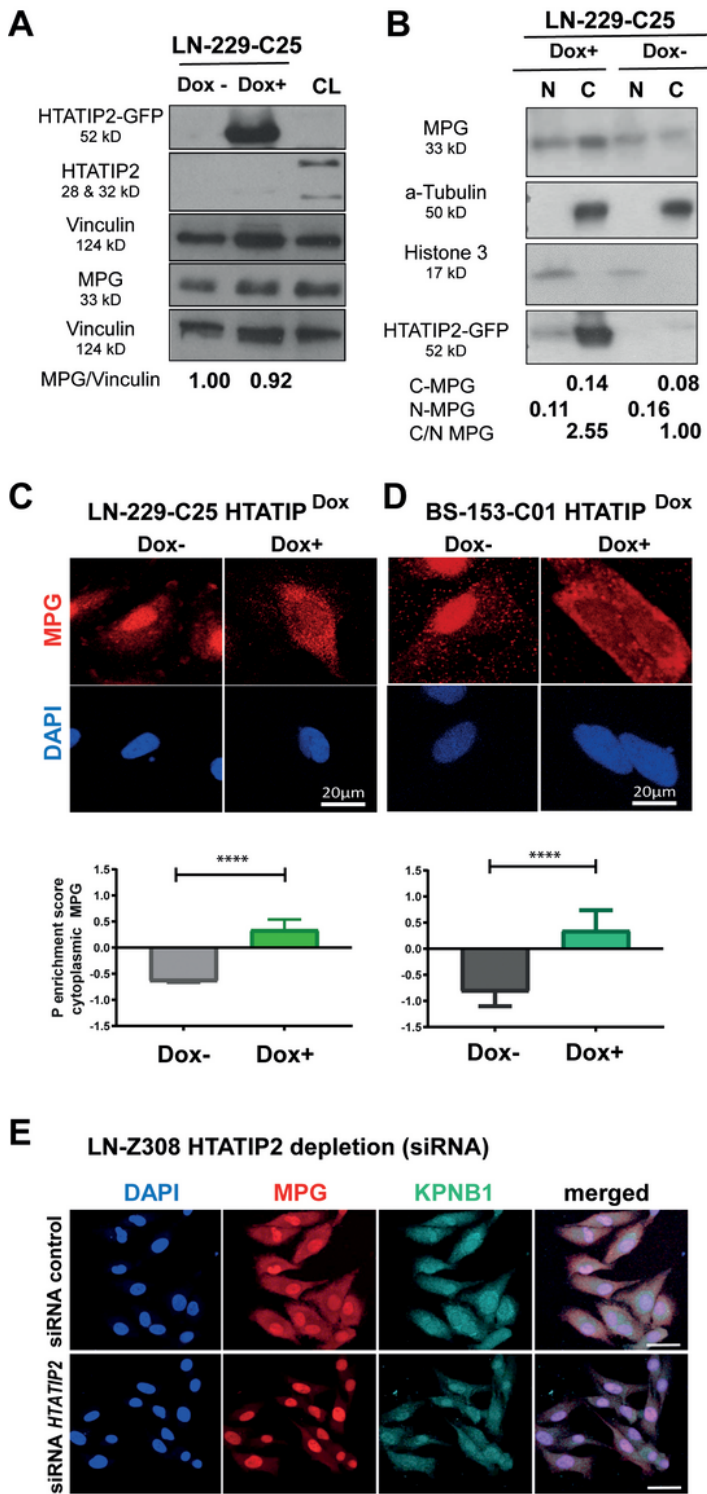 A
LN-229-C25
Dox - Dox+ CL
HTATIP2-GFP
52 kD
HTATIP2
28 & 32 kD
Vinculin
124 kD
MPG
33 kD
Vinculin
124 kD
MPG/Vinculin 1.00 0.92
B
LN-229-C25
Dox+ Dox-
N C N C
MPG
33 kD
a-Tubulin
50 kD
Histone 3
17 kD
HTATIP2-GFP
52 kD
C-MPG 0.14 0.08
N-MPG 0.11 0.16
C/N MPG 2.55 1.00
C
LN-229-C25 HTATIP Dox
Dox- Dox+
MPG
DAPI
20µm
P enrichment score
cytoplasmic MPG
1.5
1.0
0.5
0.0
-0.5
-1.0
-1.5
****
Dox- Dox+
D
BS-153-C01 HTATIP Dox
Dox- Dox+
20µm
1.5
1.0
0.5
0.0
-0.5
-1.0
-1.5
****
Dox- Dox+
E
LN-Z308 HTATIP2 depletion (siRNA)
DAPI MPG KPNB1 merged
siRNA control
siRNA HTATIP2